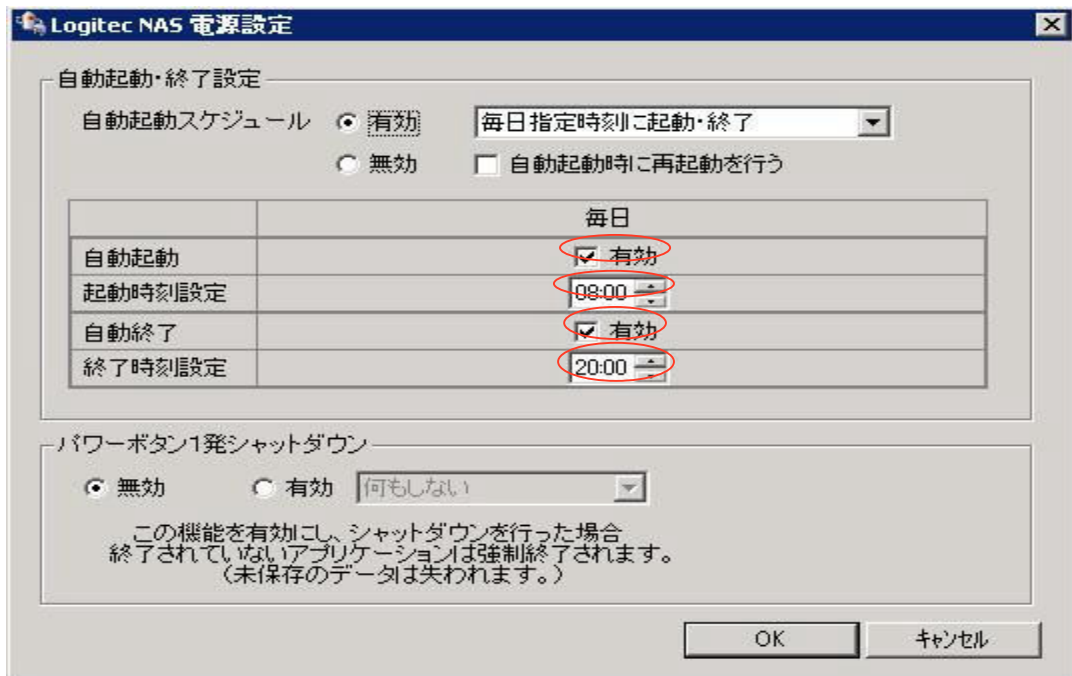 Logitec NAS 電源設定
自動起動・終了設定
自動起動スケジュール 有効 毎日指定時刻に起動・終了
無効 自動起動時に再起動を行う
毎日
自動起動 有効
起動時刻設定 08:00
自動終了 有効
終了時刻設定 20:00
パワーボタン1発シャットダウン
無効 有効 何もしない
この機能を有効にし、シャットダウンを行った場合
終了されていないアプリケーションは強制終了されます。
(未保存のデータは失われます。)
OK キャンセル